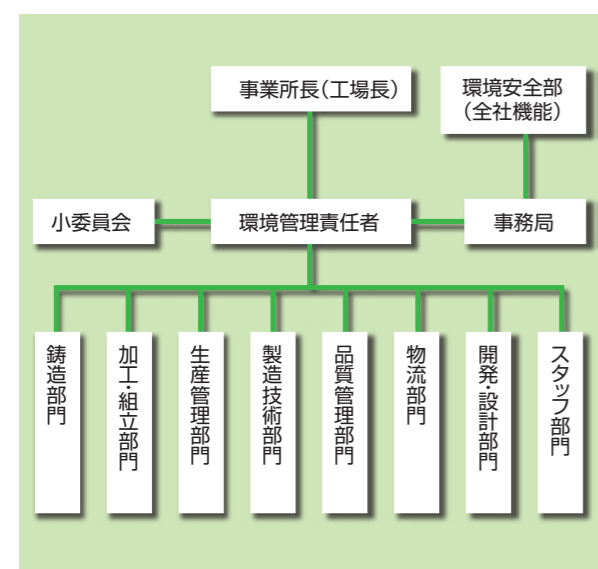 事業所長(工場長)
環境安全部
(全社機能)
小委員会
環境管理責任者
事務局
鋳造部門
加工・組立部門
生産管理部門
製造技術部門
品質管理部門
物流部門
開発・設計部門
スタッフ部門